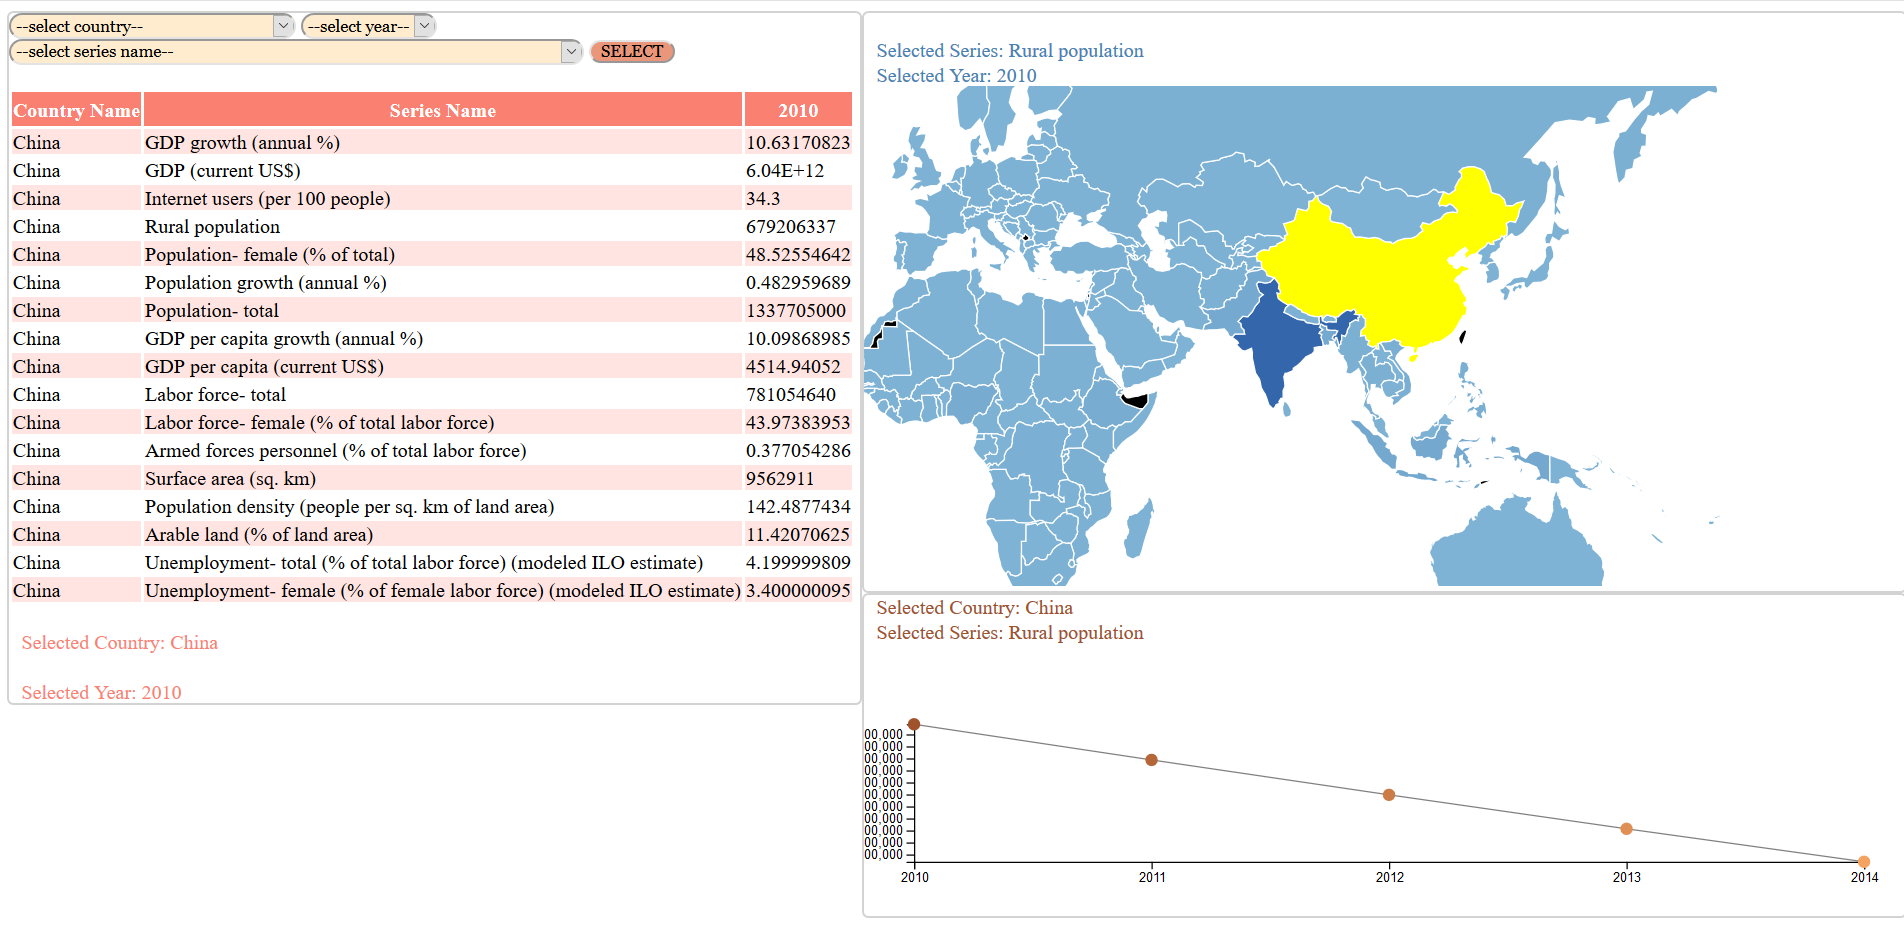 --select country-- --select year--
--select series name-- SELECT
Country Name Series Name 2010
China GDP growth (annual %) 10.63170823
China GDP (current US$) 6.04E+12
China Internet users (per 100 people) 34.3
China Rural population 679206337
China Population- female (% of total) 48.52554642
China Population growth (annual %) 0.482959689
China Population- total 1337705000
China GDP per capita growth (annual %) 10.09868985
China GDP per capita (current US$) 4514.94052
China Labor force- total 781054640
China Labor force- female (% of total labor force) 43.97383953
China Armed forces personnel (% of total labor force) 0.377054286
China Surface area (sq. km) 9562911
China Population density (people per sq. km of land area) 142.4877434
China Arable land (% of land area) 11.42070625
China Unemployment- total (% of total labor force) (modeled ILO estimate) 4.199999809
China Unemployment- female (% of female labor force) (modeled ILO estimate) 3.400000095
Selected Country: China
Selected Year: 2010
Selected Series: Rural population
Selected Year: 2010
Selected Country: China
Selected Series: Rural population
00,000
00,000
00,000
00,000
00,000
00,000
00,000
00,000
00,000
00,000
00,000
2010 2011 2012 2013 2014